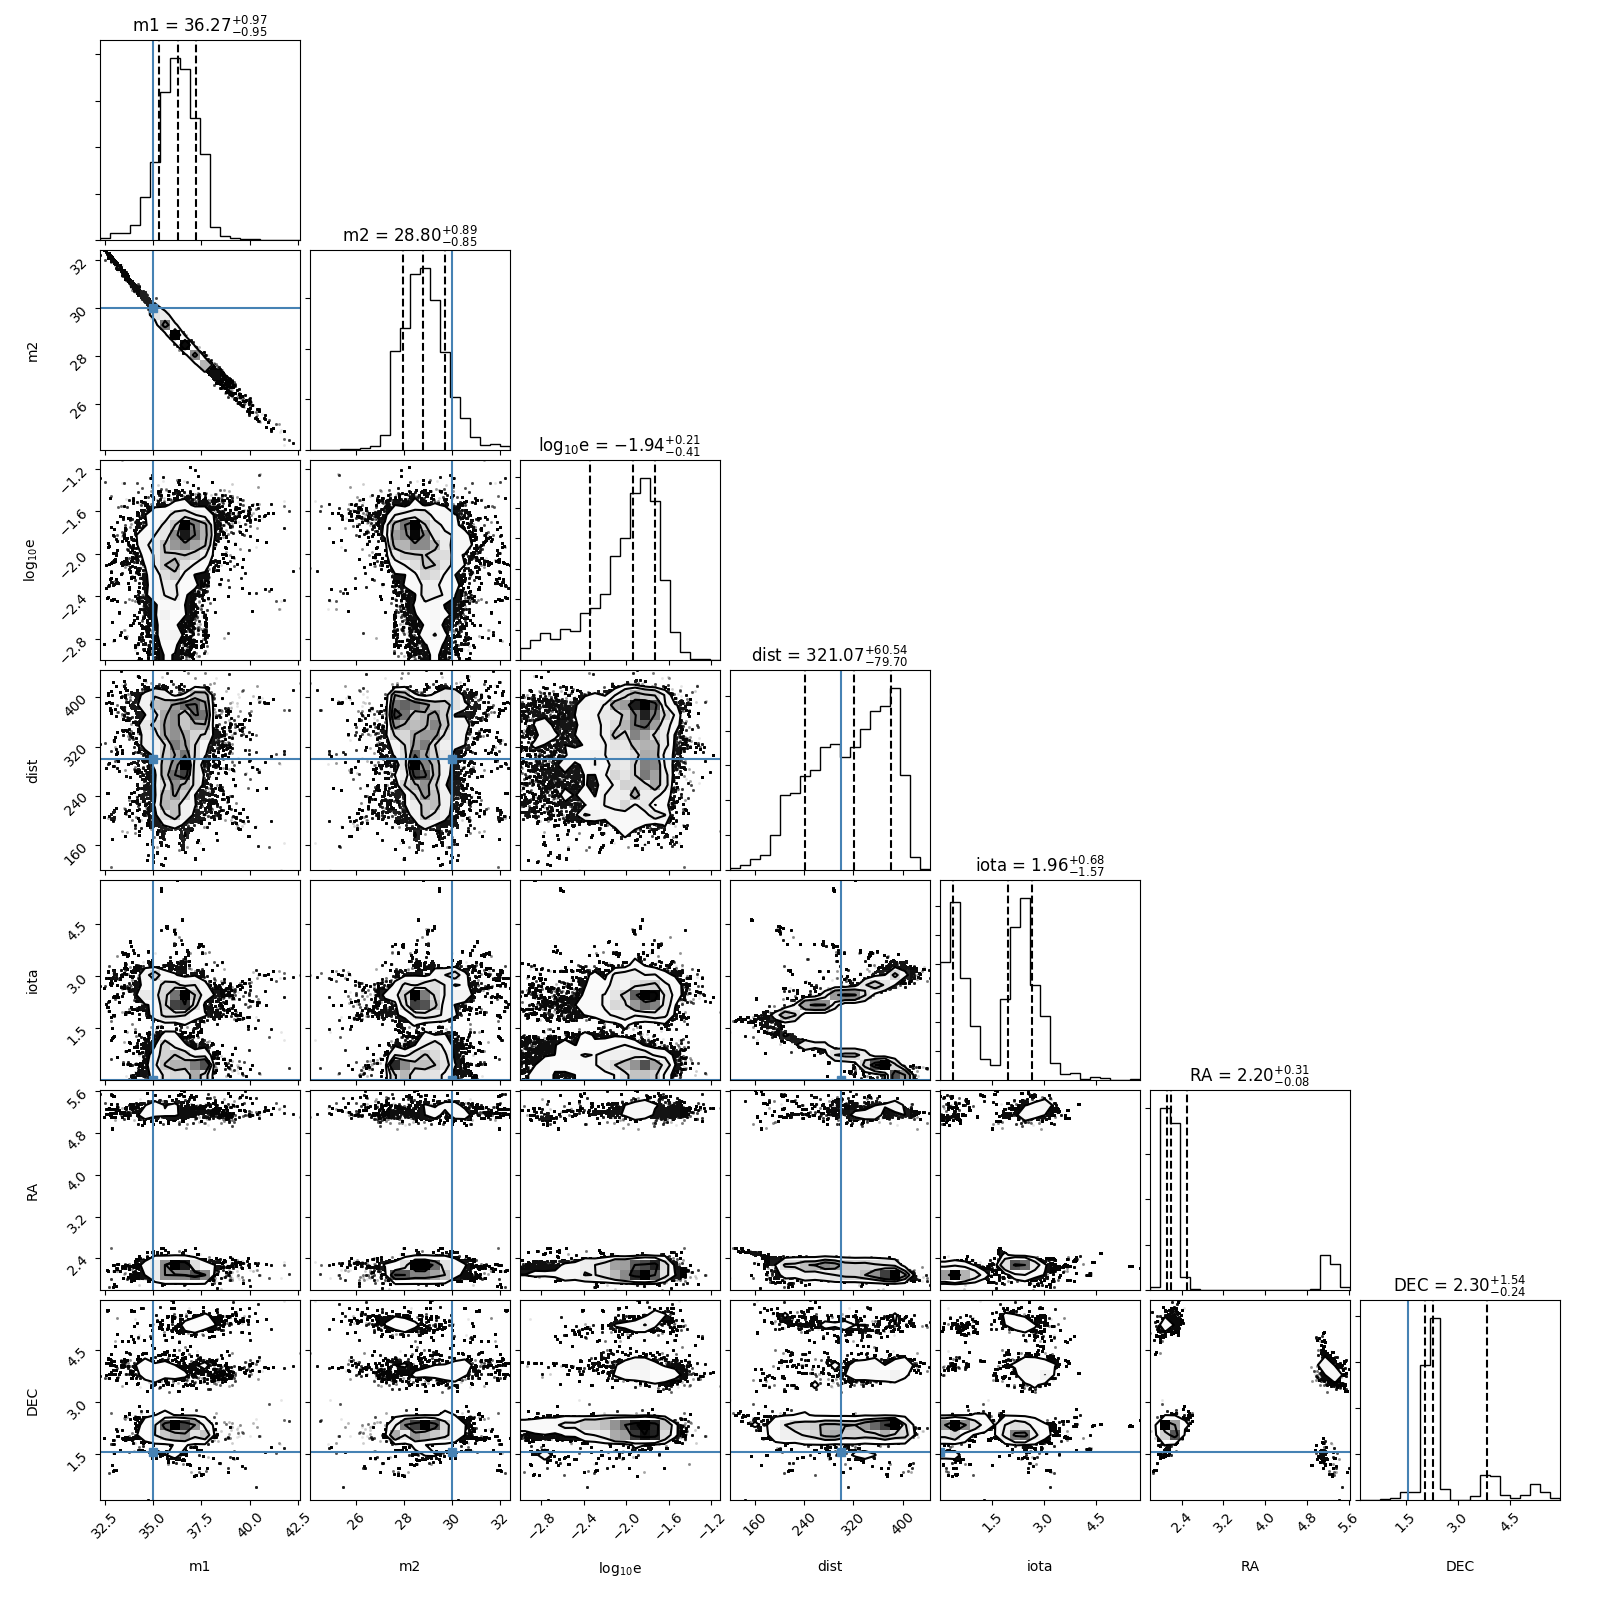 m1 = 36.27+0.97−0.95
m2 = 28.80+0.89−0.85
log10e = −1.94+0.21−0.41
dist = 321.07+60.54−79.70
iota = 1.96+0.68−1.57
RA = 2.20+0.31−0.08
DEC = 2.30+1.54−0.24
m2
32
30
28
26
log10e
−1.2
−1.6
−2.0
−2.4
−2.8
dist
400
320
240
160
iota
4.5
3.0
1.5
RA
5.6
4.8
4.0
3.2
2.4
DEC
4.5
3.0
1.5
32.5 35.0 37.5 40.0 42.5
26 28 30 32
−2.8 −2.4 −2.0 −1.6 −1.2
160 240 320 400
1.5 3.0 4.5
2.4 3.2 4.0 4.8 5.6
1.5 3.0 4.5
m1 m2 log10e dist iota RA DEC